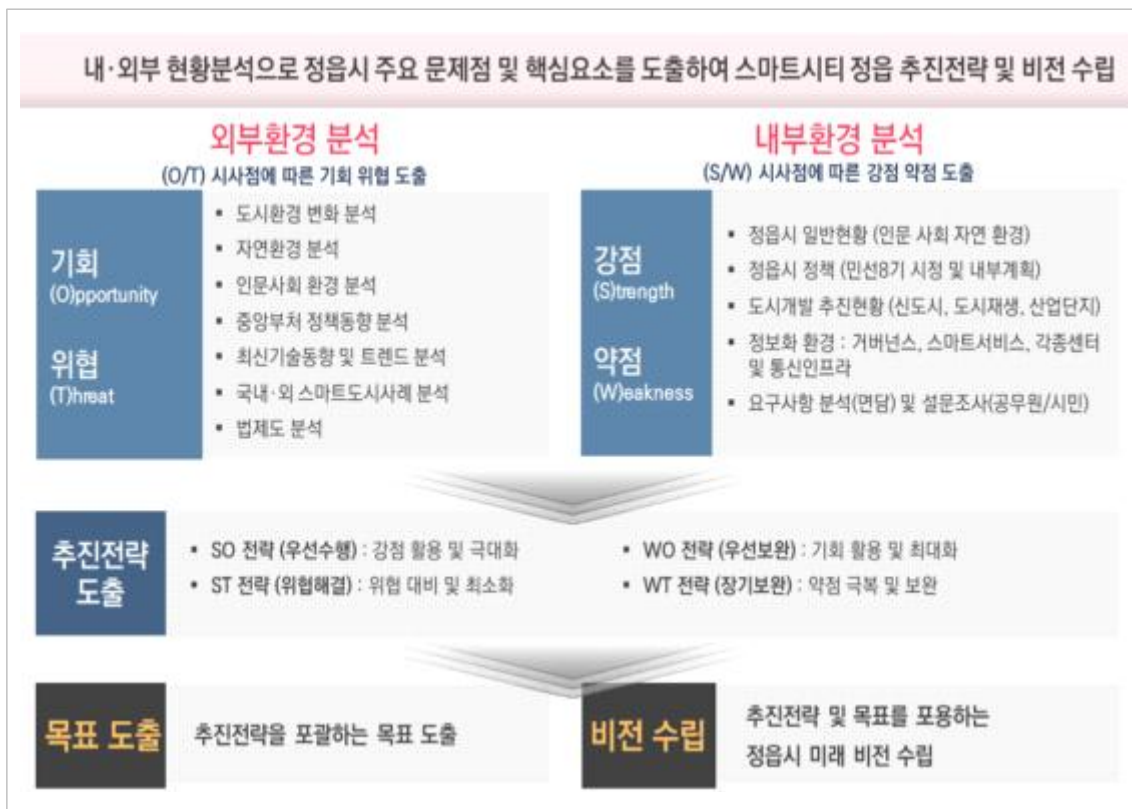 내·외부 현황분석으로 정읍시 주요 문제점 및 핵심요소를 도출하여 스마트시티 정읍 추진전략 및 비전 수립
외부환경 분석
(O/T) 시사점에 따른 기회 위협 도출
기회
(O)pportunity
위협
(T)hreat
▪ 도시환경 변화 분석
▪ 자연환경 분석
▪ 인문사회 환경 분석
▪ 중앙부처 정책동향 분석
▪ 최신기술동향 및 트렌드 분석
▪ 국내·외 스마트도시사례 분석
▪ 법제도 분석
내부환경 분석
(S/W) 시사점에 따른 강점 약점 도출
강점
(S)trength
약점
(W)eakness
▪ 정읍시 일반현황 (인문 사회 자연 환경)
▪ 정읍시 정책 (민선8기 시정 및 내부계획)
▪ 도시개발 추진현황 (신도시, 도시재생, 산업단지)
▪ 정보화 환경 : 거버넌스, 스마트서비스, 각종센터
및 통신인프라
▪ 요구사항 분석(면담) 및 설문조사(공무원/시민)
추진전략
도출
▪ SO 전략 (우선수행) : 강점 활용 및 극대화
▪ ST 전략 (위협해결) : 위협 대비 및 최소화
▪ WO 전략 (우선보완) : 기회 활용 및 최대화
▪ WT 전략 (장기보완) : 약점 극복 및 보완
목표 도출
추진전략을 포괄하는 목표 도출
비전 수립
추진전략 및 목표를 포용하는
정읍시 미래 비전 수립